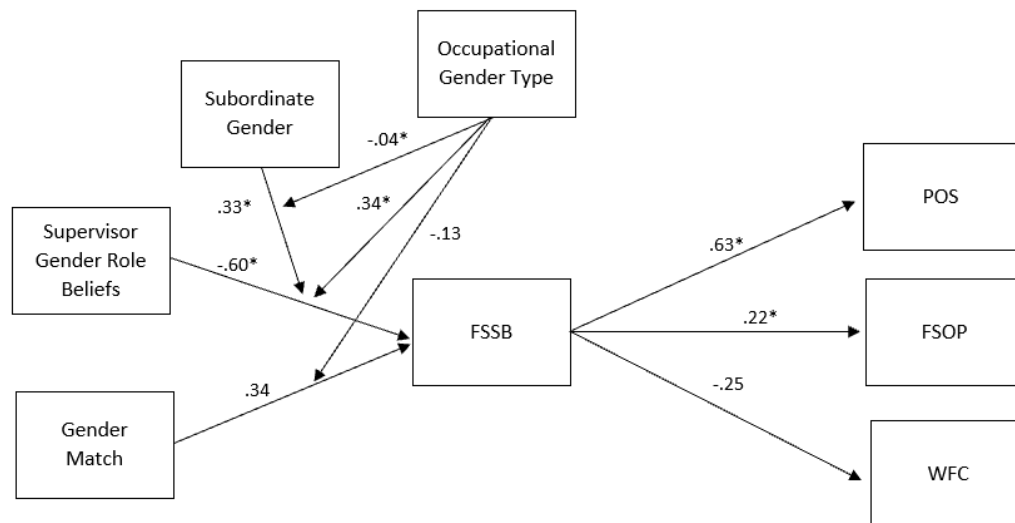 Occupational
Gender Type
Subordinate
Gender
-.04*
.33*
.34*
-.13
POS
Supervisor
Gender Role
Beliefs
-.60*
.63*
FSSB
.22*
FSOP
.34
-.25
Gender
Match
WFC